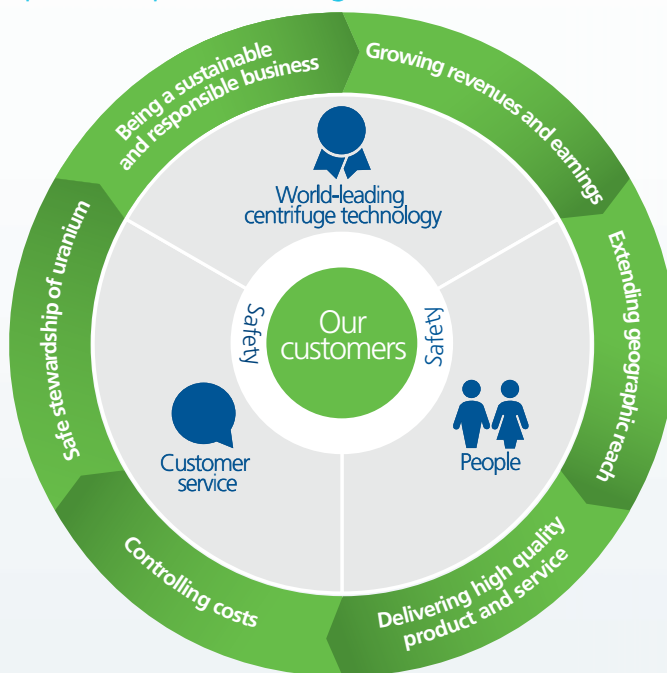 Being a sustainable
and responsible business
Growing revenues and earnings
World-leading
centrifuge technology
Extending geographic reach
Safe stewardship of uranium
Safety
Our
customers
Safety
Customer
service
People
Controlling costs
Delivering high quality
product and service